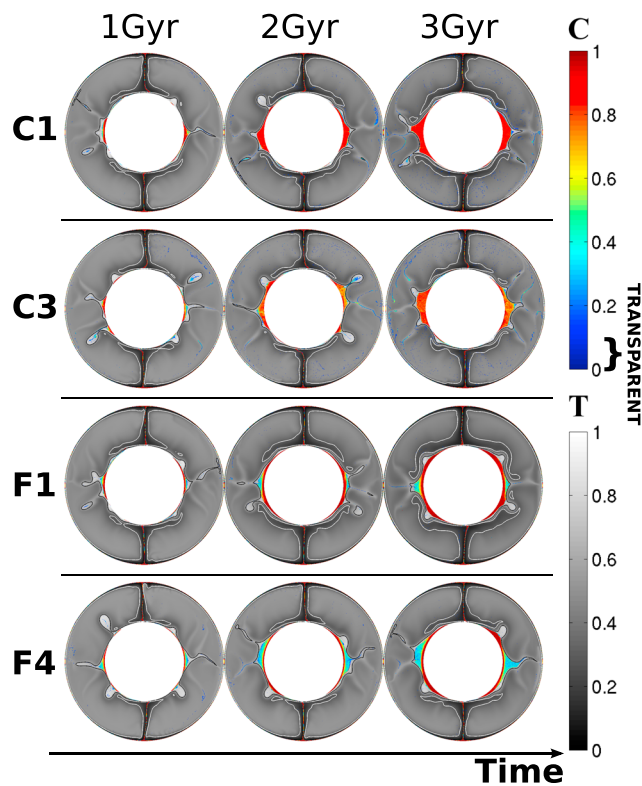 1Gyr 2Gyr 3Gyr
C
C1
C3
F1
F4
1
0.8
0.6
0.4
0.2
0
} TRANSPARENT
T
1
0.8
0.6
0.4
0.2
0
Time